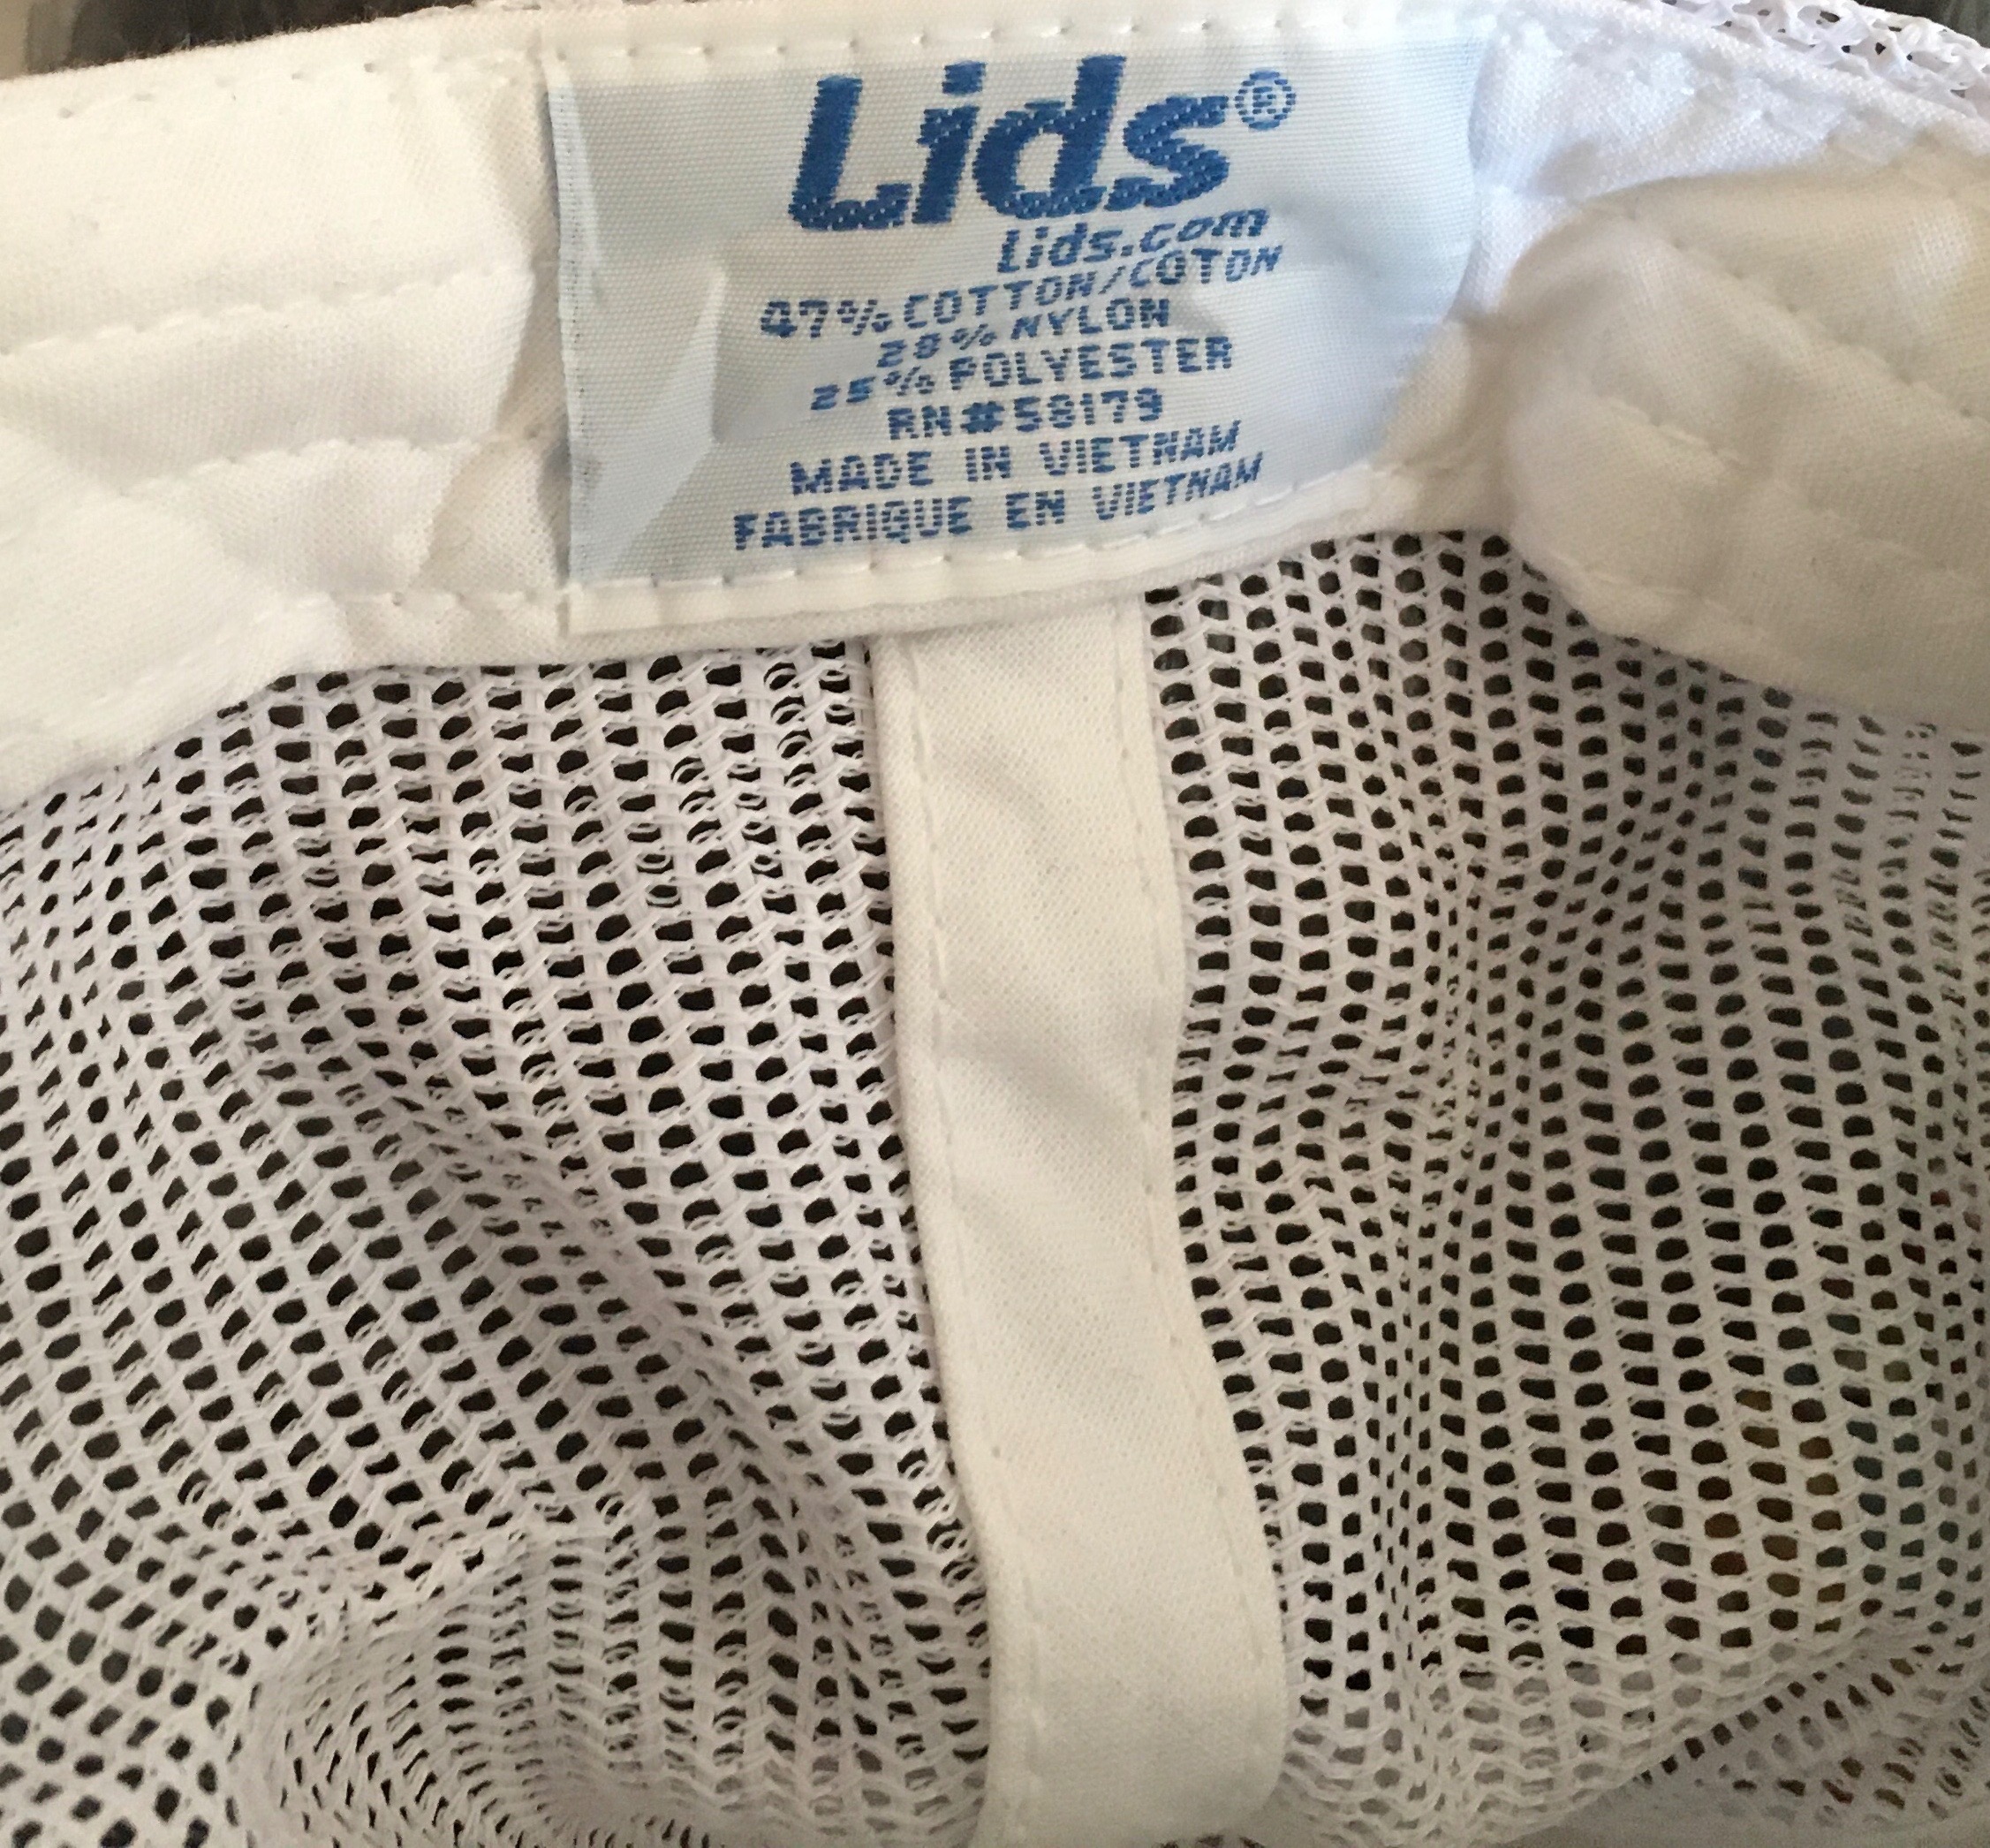 Lids®
Lids.com
47% COTTON/COTON
28% NYLON
25% POLYESTER
RN#58179
MADE IN VIETNAM
FABRIQUE EN VIETNAM